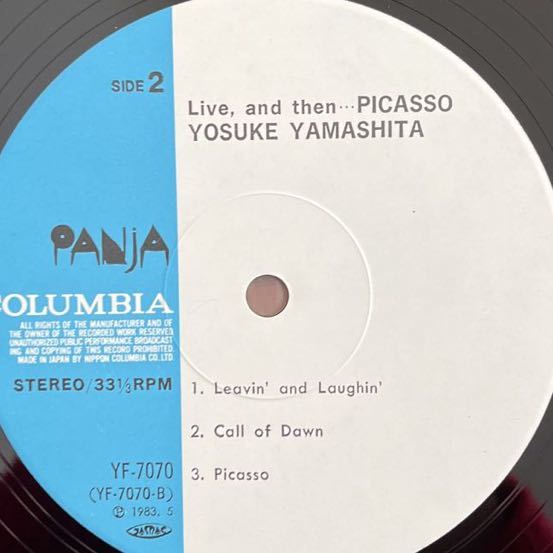 SIDE 2
Live, and then…PICASSO
YOSUKE YAMASHITA
PANJA
COLUMBIA
ALL RIGHTS OF THE MANUFACTURER AND OF
THE OWNER OF THE RECORDED WORK RESERVED
UNAUTHORIZED PUBLIC PERFORMANCE BROADCAST
ING AND COPYING OF THIS RECORD PROHIBITED
MADE IN JAPAN BY NIPPON COLUMBIA CO. LTD.
STEREO/33⅓RPM
1. Leavin' and Laughin'
2. Call of Dawn
3. Picasso
YF-7070
(YF-7070-B)
℗ 1983. 5
JASRAC